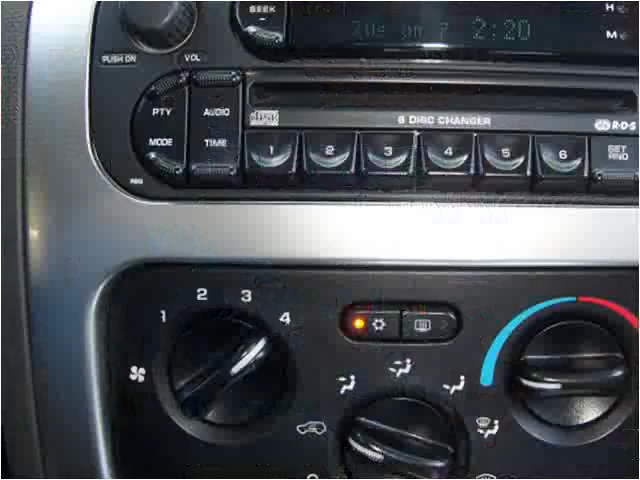 SEEK
H
2:20
M
PUSH ON
VOL
PTY
AUDIO
disc
6 DISC CHANGER
R·D·S
MODE
TIME
1 2 3 4 5 6
SET
RND
1 2 3 4